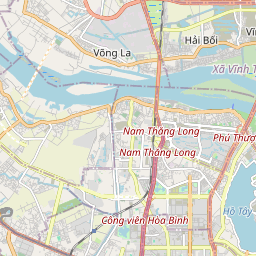 Hải Bối
Võng La
Xã Vĩnh T
Nam Thăng Long
Phú Thươ
Nam Thăng Long
Hồ Tây
Công viên Hòa Bình